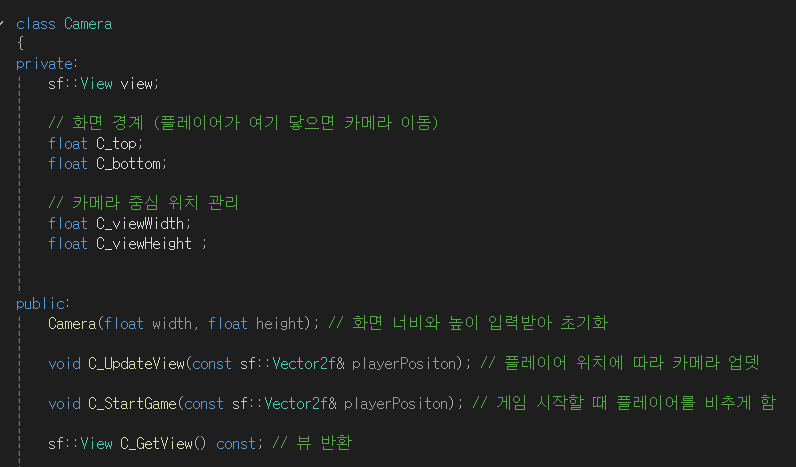 class Camera
{
private:
sf::View view;
// 화면 경계 (플레이어가 여기 닿으면 카메라 이동)
float C_top;
float C_bottom;
// 카메라 중심 위치 관리
float C_viewWidth;
float C_viewHeight ;
public:
Camera(float width, float height); // 화면 너비와 높이 입력받아 초기화
void C_UpdateView(const sf::Vector2f& playerPositon); // 플레이어 위치에 따라 카메라 업뎃
void C_StartGame(const sf::Vector2f& playerPositon); // 게임 시작할 때 플레이어를 비추게 함
sf::View C_GetView() const; // 뷰 반환